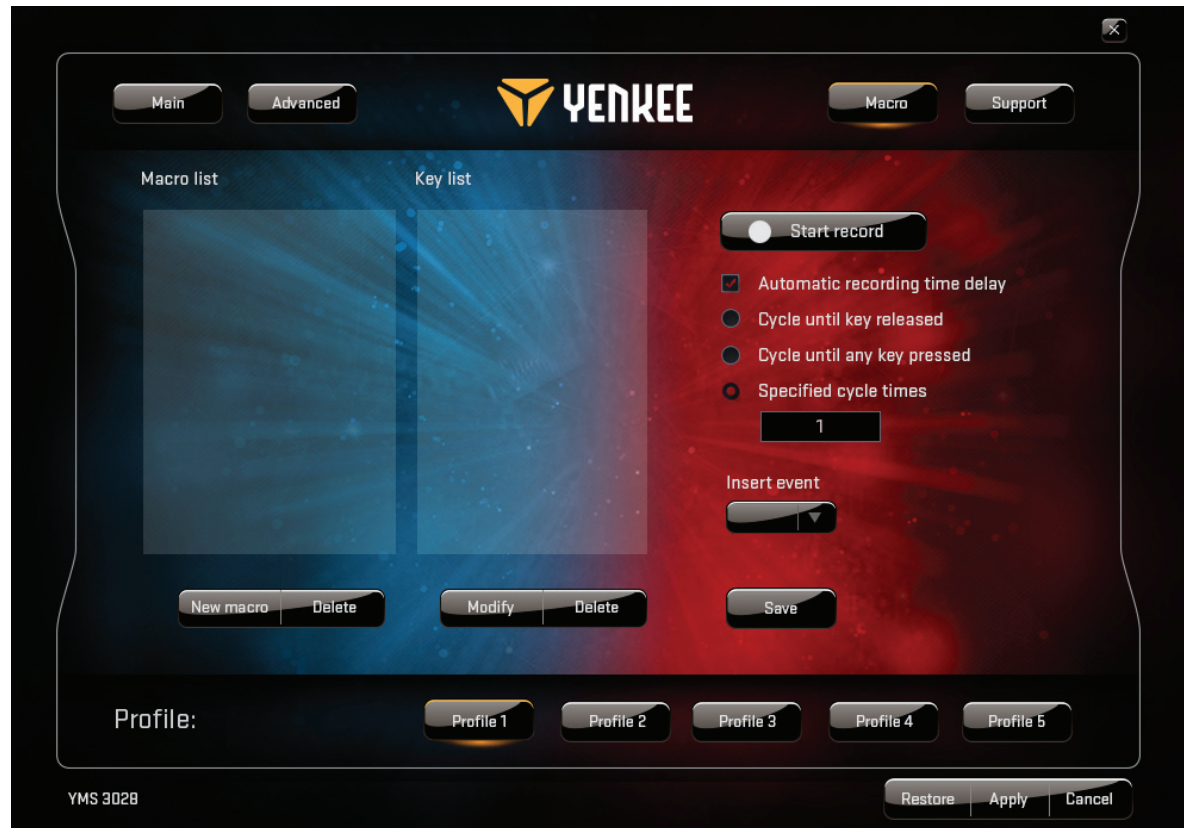 Main Advanced YENKEE Macro Support
Macro list Key list
Start record
Automatic recording time delay
Cycle until key released
Cycle until any key pressed
Specified cycle times
1
Insert event
New macro Delete Modify Delete Save
Profile: Profile 1 Profile 2 Profile 3 Profile 4 Profile 5
YMS 3028 Restore Apply Cancel